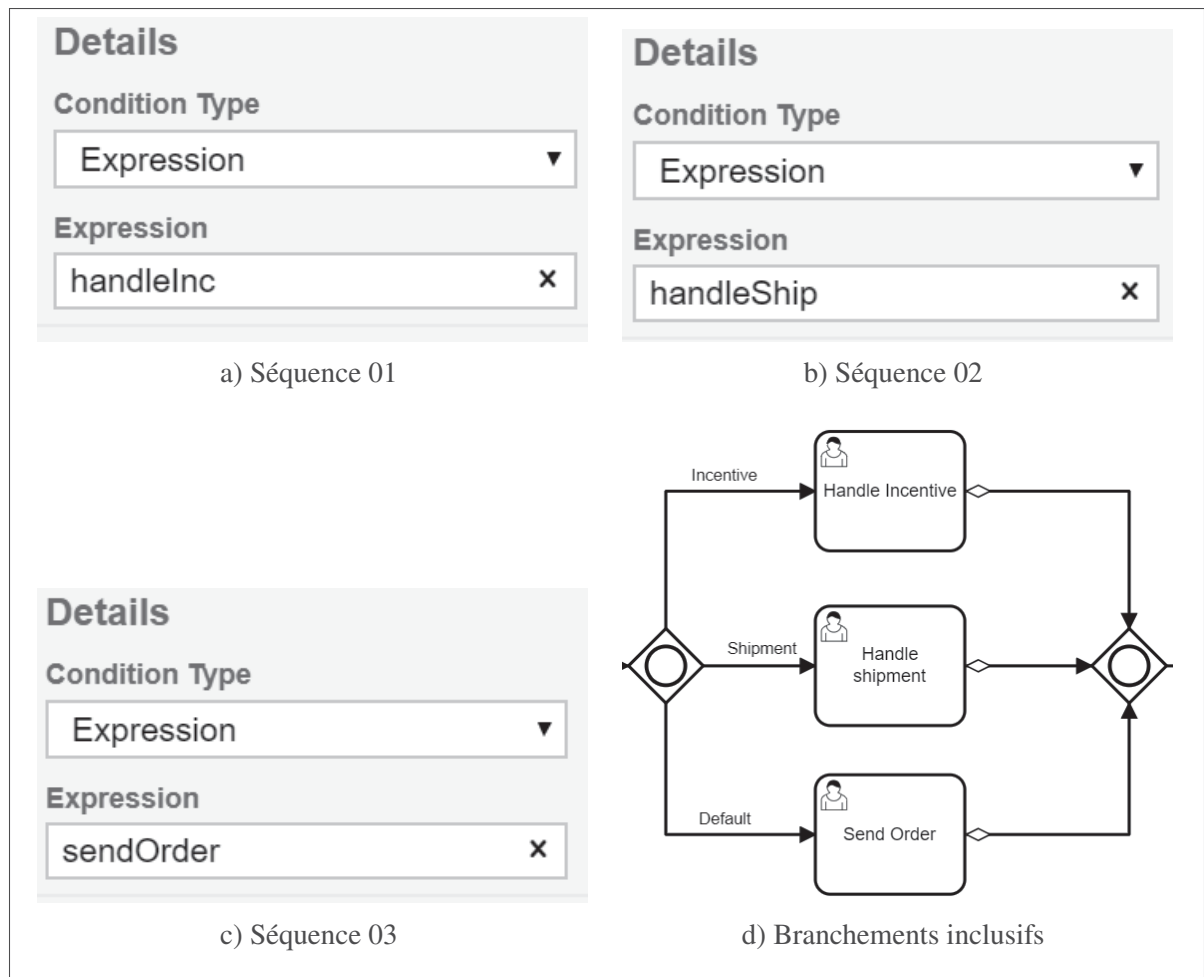 Details
Condition Type
Expression
Expression
handleInc
a) Séquence 01
Details
Condition Type
Expression
Expression
handleShip
b) Séquence 02
Details
Condition Type
Expression
Expression
sendOrder
c) Séquence 03
Incentive
Handle Incentive
Shipment
Handle
shipment
Default
Send Order
d) Branchements inclusifs